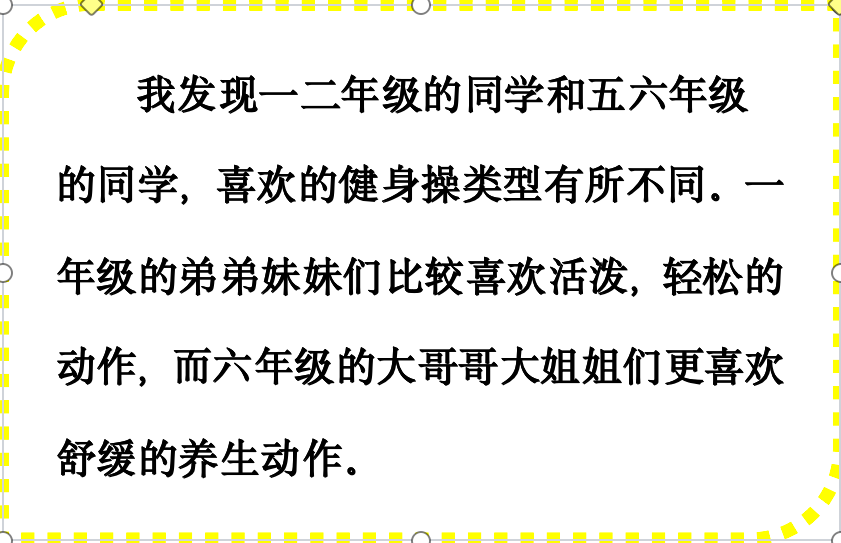 我发现一二年级的同学和五六年级
的同学，喜欢的健身操类型有所不同。一
年级的弟弟妹妹们比较喜欢活泼，轻松的
动作，而六年级的大哥哥大姐姐们更喜欢
舒缓的养生动作。